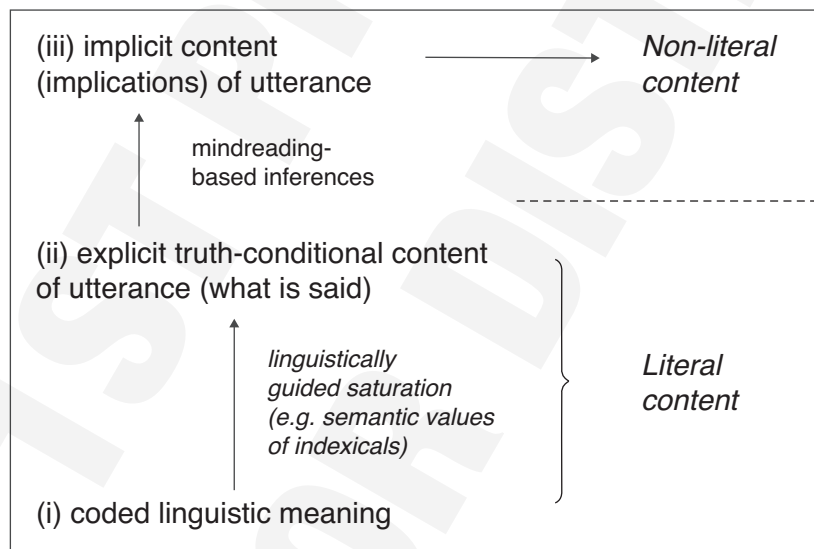 (iii) implicit content
(implications) of utterance
Non-literal
content
mindreading-
based inferences
(ii) explicit truth-conditional content
of utterance (what is said)
linguistically
guided saturation
(e.g. semantic values
of indexicals)
Literal
content
(i) coded linguistic meaning